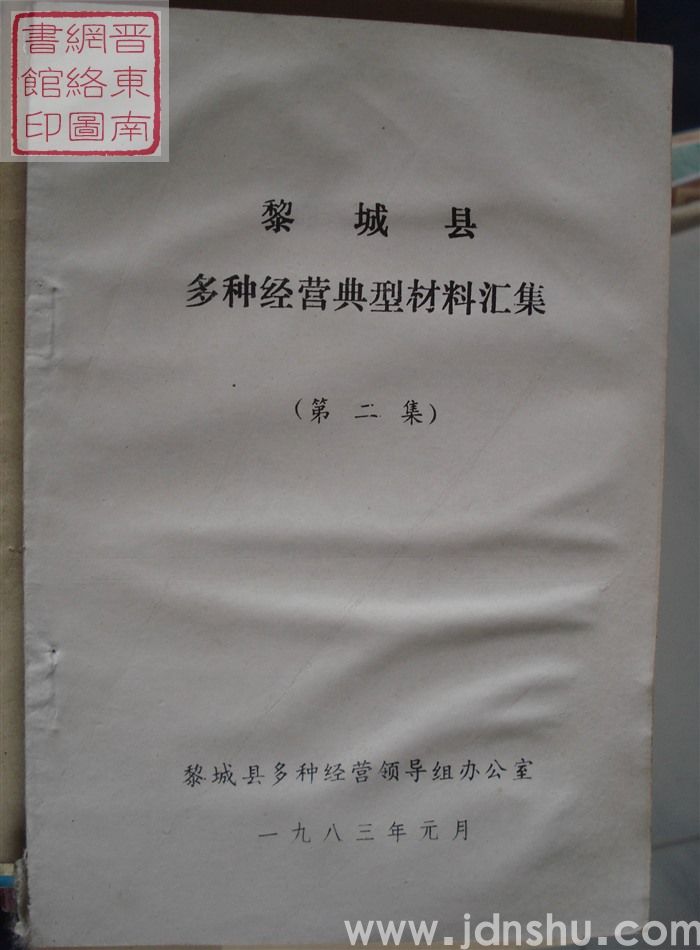 晋東南
網絡圖
書館印
黎城县
多种经营典型材料汇集
(第二集)
黎城县多种经营领导组办公室
一九八三年元月
www.jdnshu.com